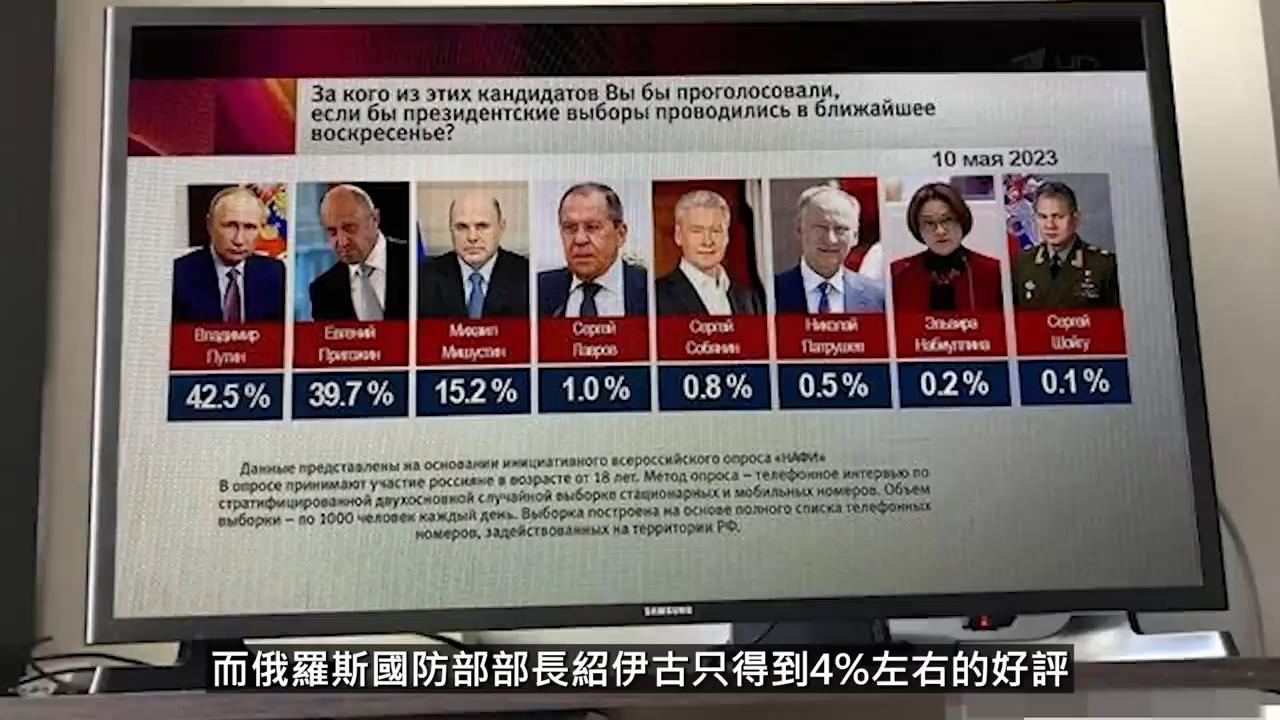 За кого из этих кандидатов Вы бы проголосовали,
если бы президентские выборы проводились в ближайшее
воскресенье?
10 мая 2023
Владимир Путин
42.5%
Евгений Пригожин
39.7%
Михаил Мишустин
15.2%
Сергей Лавров
1.0%
Сергей Собянин
0.8%
Николай Патрушев
0.5%
Эльвира Набиуллина
0.2%
Сергей Шойгу
0.1%
Данные представлены на основании инициативного всероссийского опроса «НАФИ»
В опросе принимают участие россияне в возрасте от 18 лет. Метод опроса – телефонное интервью по
стратифицированной двухосновной случайной выборке стационарных и мобильных номеров. Объем
выборки – по 1000 человек каждый день. Выборка построена на основе полного списка телефонных
номеров, задействованных на территории РФ.
SAMSUNG
而俄羅斯國防部部長紹伊古只得到4%左右的好評